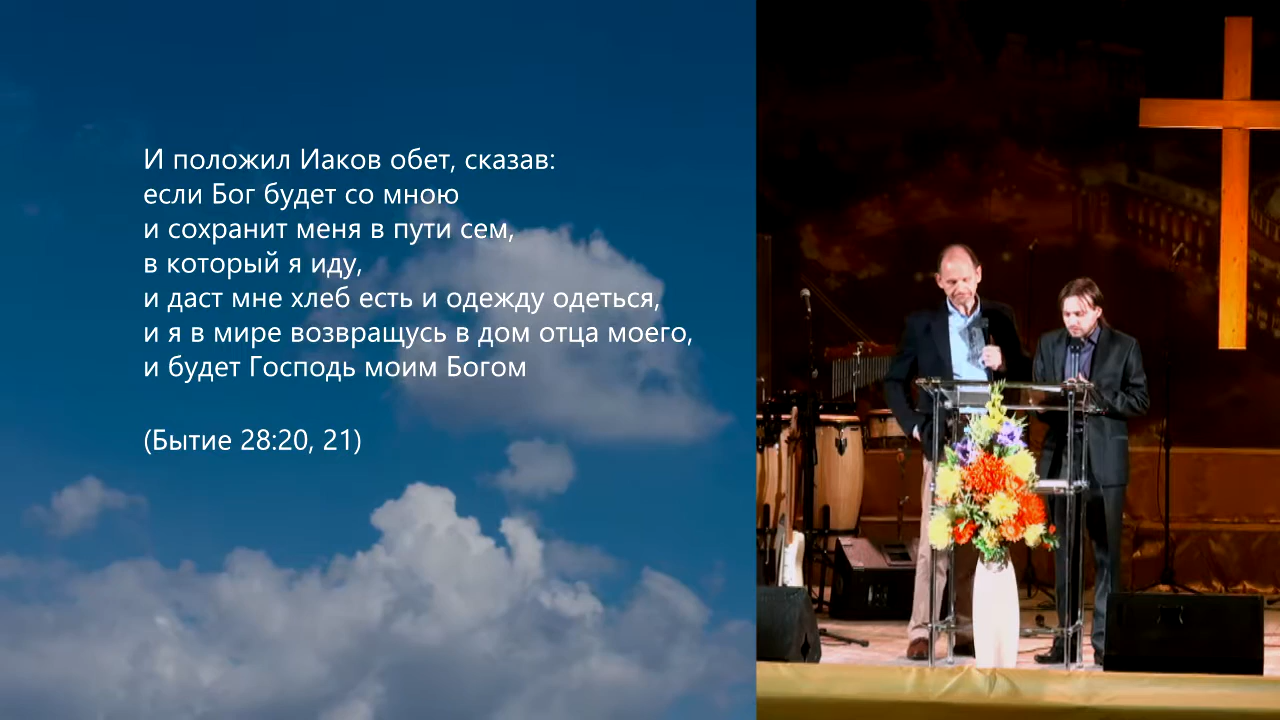 И положил Иаков обет, сказав:
если Бог будет со мною
и сохранит меня в пути сем,
в который я иду,
и даст мне хлеб есть и одежду одеться,
и я в мире возвращусь в дом отца моего,
и будет Господь моим Богом
(Бытие 28:20, 21)